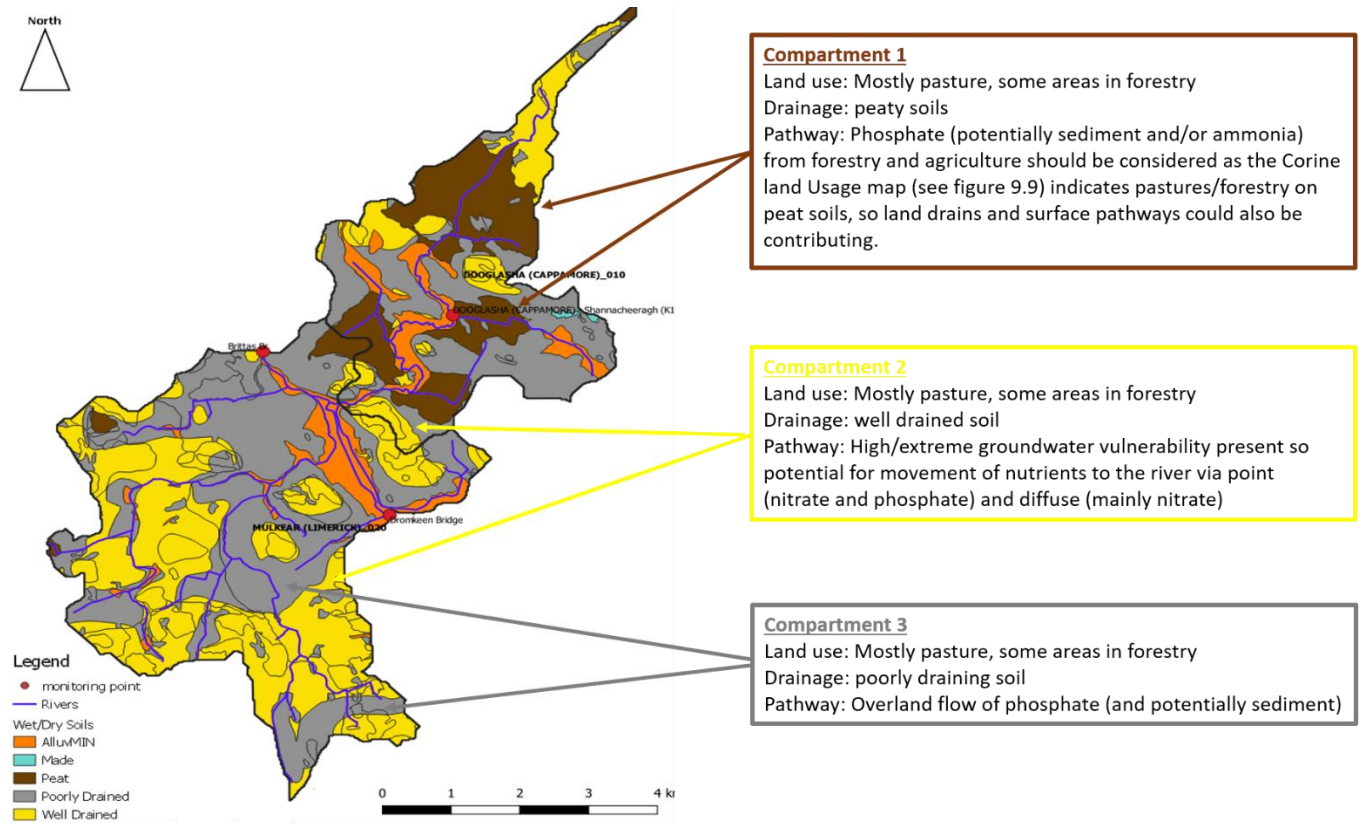 North
Compartment 1
Land use: Mostly pasture, some areas in forestry
Drainage: peaty soils
Pathway: Phosphate (potentially sediment and/or ammonia)
from forestry and agriculture should be considered as the Corine
land Usage map (see figure 9.9) indicates pastures/forestry on
peat soils, so land drains and surface pathways could also be
contributing.
DOOGLASHA (CAPPAMORE)_010
DOOGLASHA (CAPPAMORE) - Shannacheeragh (K1
Brittas Br
Compartment 2
Land use: Mostly pasture, some areas in forestry
Drainage: well drained soil
Pathway: High/extreme groundwater vulnerability present so
potential for movement of nutrients to the river via point
(nitrate and phosphate) and diffuse (mainly nitrate)
Dromkeen Bridge
MULKEAR (LIMERICK)_020
Compartment 3
Land use: Mostly pasture, some areas in forestry
Drainage: poorly draining soil
Pathway: Overland flow of phosphate (and potentially sediment)
Legend
monitoring point
Rivers
Wet/Dry Soils
AlluvMIN
Made
Peat
Poorly Drained
Well Drained
0 1 2 3 4 km